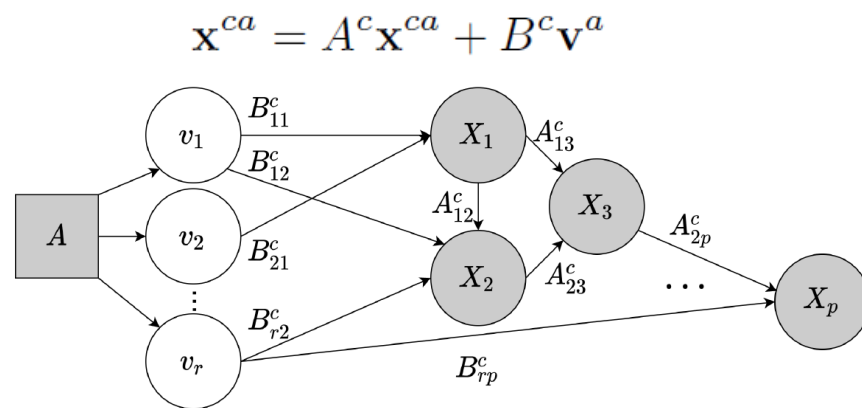 x^{ca} = A^c x^{ca} + B^c v^a
A
v_1
v_2
⋮
v_r
B^c_{11}
B^c_{12}
B^c_{21}
B^c_{r2}
B^c_{rp}
X_1
A^c_{12}
X_2
A^c_{13}
A^c_{23}
X_3
A^c_{2p}
...
X_p